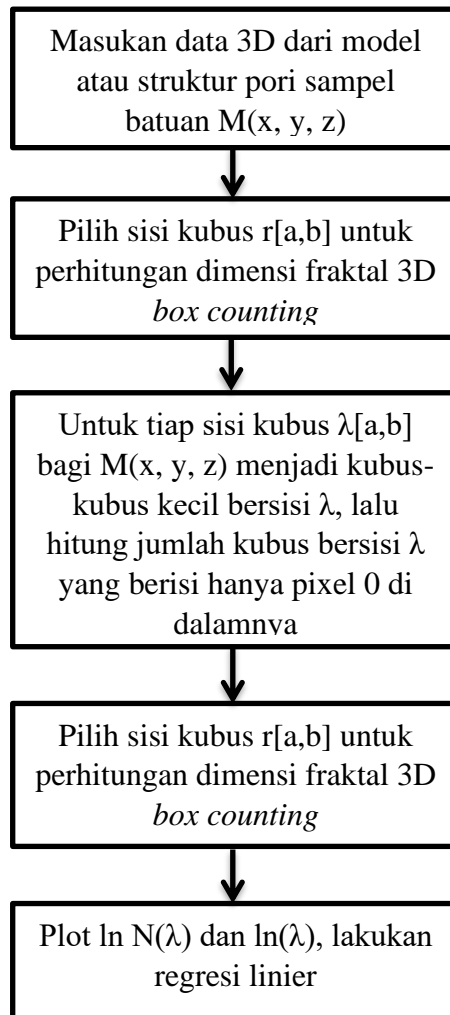 Masukan data 3D dari model
atau struktur pori sampel
batuan M(x, y, z)
Pilih sisi kubus r[a,b] untuk
perhitungan dimensi fraktal 3D
box counting
Untuk tiap sisi kubus λ[a,b]
bagi M(x, y, z) menjadi kubus-
kubus kecil bersisi λ, lalu
hitung jumlah kubus bersisi λ
yang berisi hanya pixel 0 di
dalamnya
Pilih sisi kubus r[a,b] untuk
perhitungan dimensi fraktal 3D
box counting
Plot ln N(λ) dan ln(λ), lakukan
regresi linier